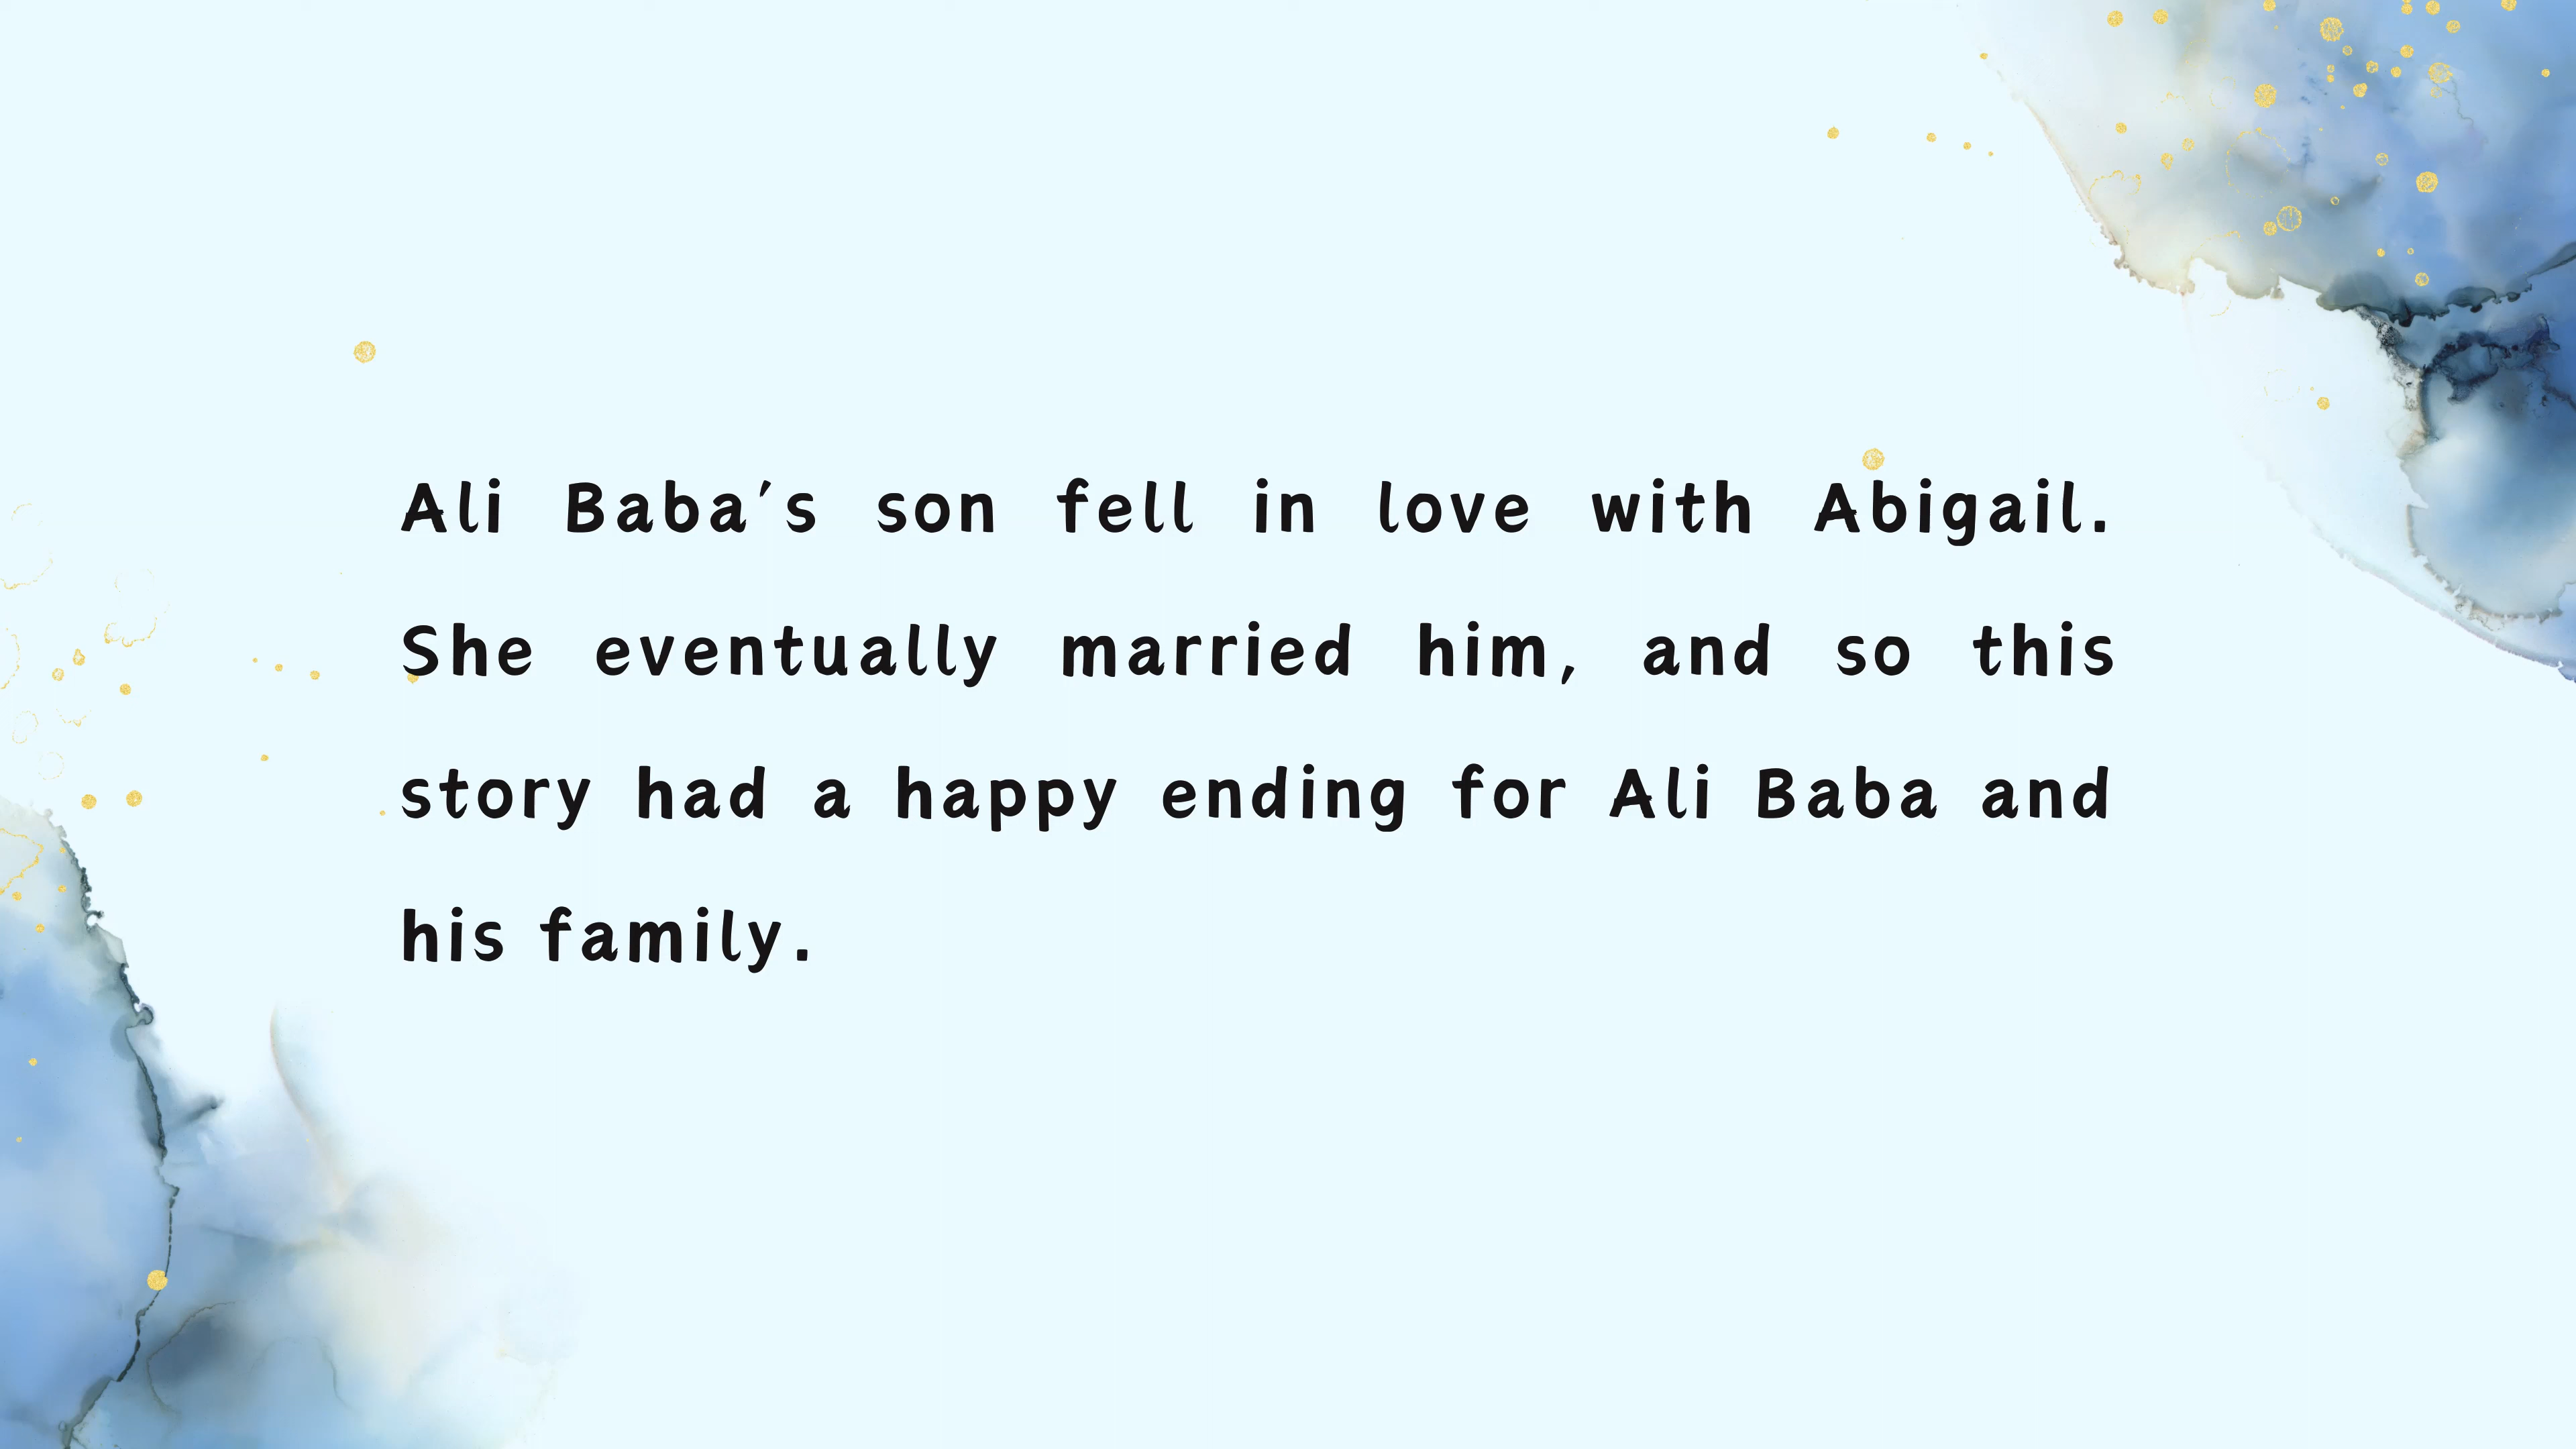 Ali Baba's son fell in love with Abigail.
She eventually married him, and so this
story had a happy ending for Ali Baba and
his family.